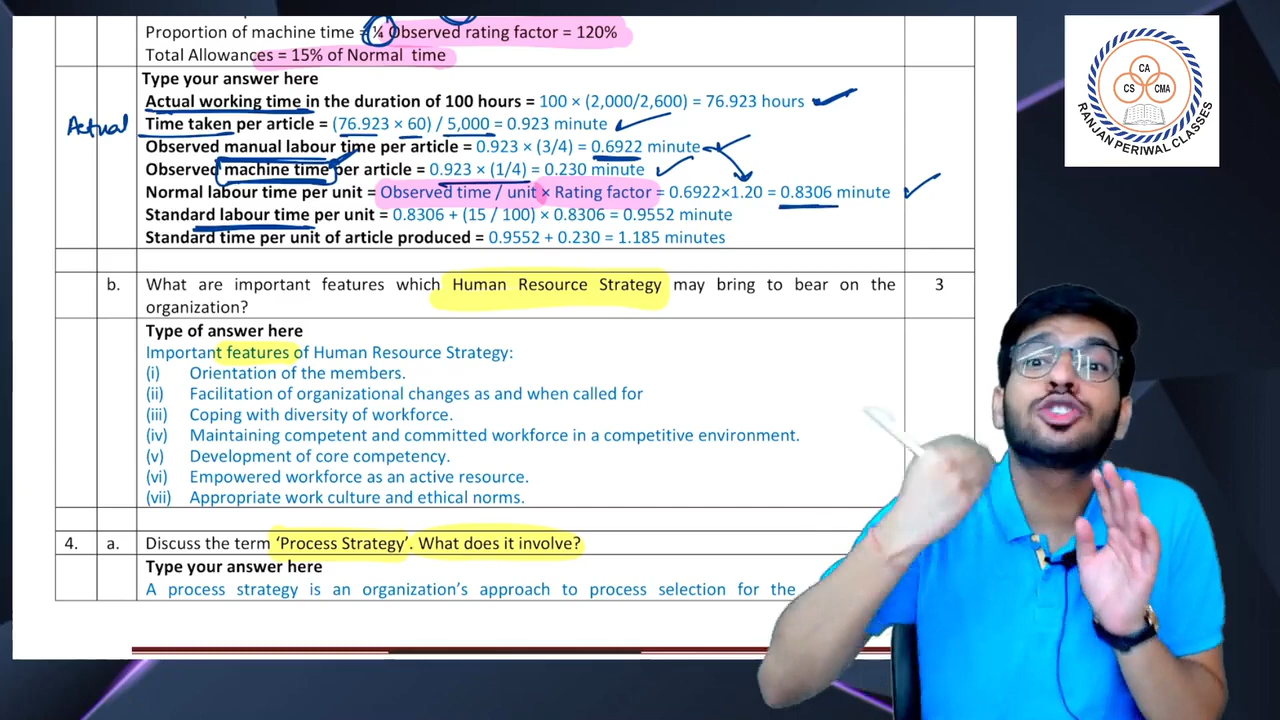 Proportion of machine time = ¼ Observed rating factor = 120%
Total Allowances = 15% of Normal time
Type your answer here
Actual working time in the duration of 100 hours = 100 × (2,000/2,600) = 76.923 hours
Actual
Time taken per article = (76.923 × 60) / 5,000 = 0.923 minute
Observed manual labour time per article = 0.923 × (3/4) = 0.6922 minute
Observed machine time per article = 0.923 × (1/4) = 0.230 minute
Normal labour time per unit = Observed time / unit × Rating factor = 0.6922×1.20 = 0.8306 minute
Standard labour time per unit = 0.8306 + (15 / 100) × 0.8306 = 0.9552 minute
Standard time per unit of article produced = 0.9552 + 0.230 = 1.185 minutes
b. What are important features which Human Resource Strategy may bring to bear on the 3
organization?
Type of answer here
Important features of Human Resource Strategy:
(i) Orientation of the members.
(ii) Facilitation of organizational changes as and when called for
(iii) Coping with diversity of workforce.
(iv) Maintaining competent and committed workforce in a competitive environment.
(v) Development of core competency.
(vi) Empowered workforce as an active resource.
(vii) Appropriate work culture and ethical norms.
4. a. Discuss the term ‘Process Strategy’. What does it involve?
Type your answer here
A process strategy is an organization’s approach to process selection for the
CA
CS CMA
RANJAN PERIWAL CLASSES